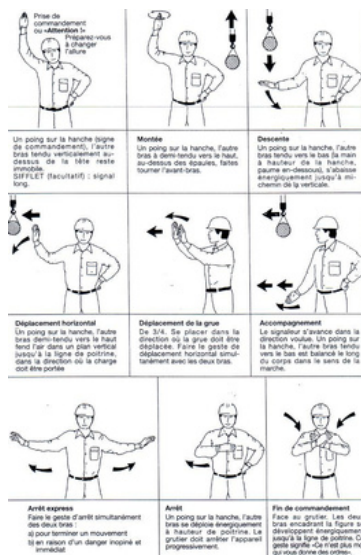 Prise de
commandement
ou «Attention !»
Préparez-vous
à changer
l'allure
Un poing sur la hanche (signe
de commandement), l'autre
bras tendu verticalement au-
dessus de la tête reste
immobile.
SIFFLET (facultatif) : signal
long.
Montée
Un poing sur la hanche, l'autre
bras à demi-tendu vers le haut,
au-dessus des épaules, faites
tourner l'avant-bras.
Descente
Un poing sur la hanche, l'autre
bras tendu vers le bas (la main
à hauteur de la hanche,
paume en-dessous), s'abaisse
énergiquement jusqu'à mi-
chemin de la verticale.
Déplacement horizontal
Un poing sur la hanche, l'autre
bras demi-tendu vers le haut
fend l'air dans un plan vertical
jusqu'à la ligne de poitrine,
dans la direction où la charge
doit être portée
Déplacement de la grue
De 3/4. Se placer dans la
direction où la grue doit être
déplacée. Faire le geste de
déplacement horizontal simul-
tanément avec les deux bras.
Accompagnement
Le signaleur s'avance dans la
direction voulue. Un poing sur
la hanche, l'autre bras tendu
vers le bas est balancé le long
du corps dans le sens de la
marche.
Arrêt express
Faire le geste d'arrêt simultanément
des deux bras :
a) pour terminer un mouvement
b) en raison d'un danger inopiné et
immédiat
Arrêt
Un poing sur la hanche, l'autre
bras se déploie énergiquement
à hauteur de poitrine. Le
grutier doit arrêter l'appareil
progressivement.
Fin de commandement
Face au grutier. Les deu
bras encadrant la figure s
développent énergiquemen
jusqu'à la ligne de poitrine.
geste signifie «Ce n'est plus
qui vous donne des ordres